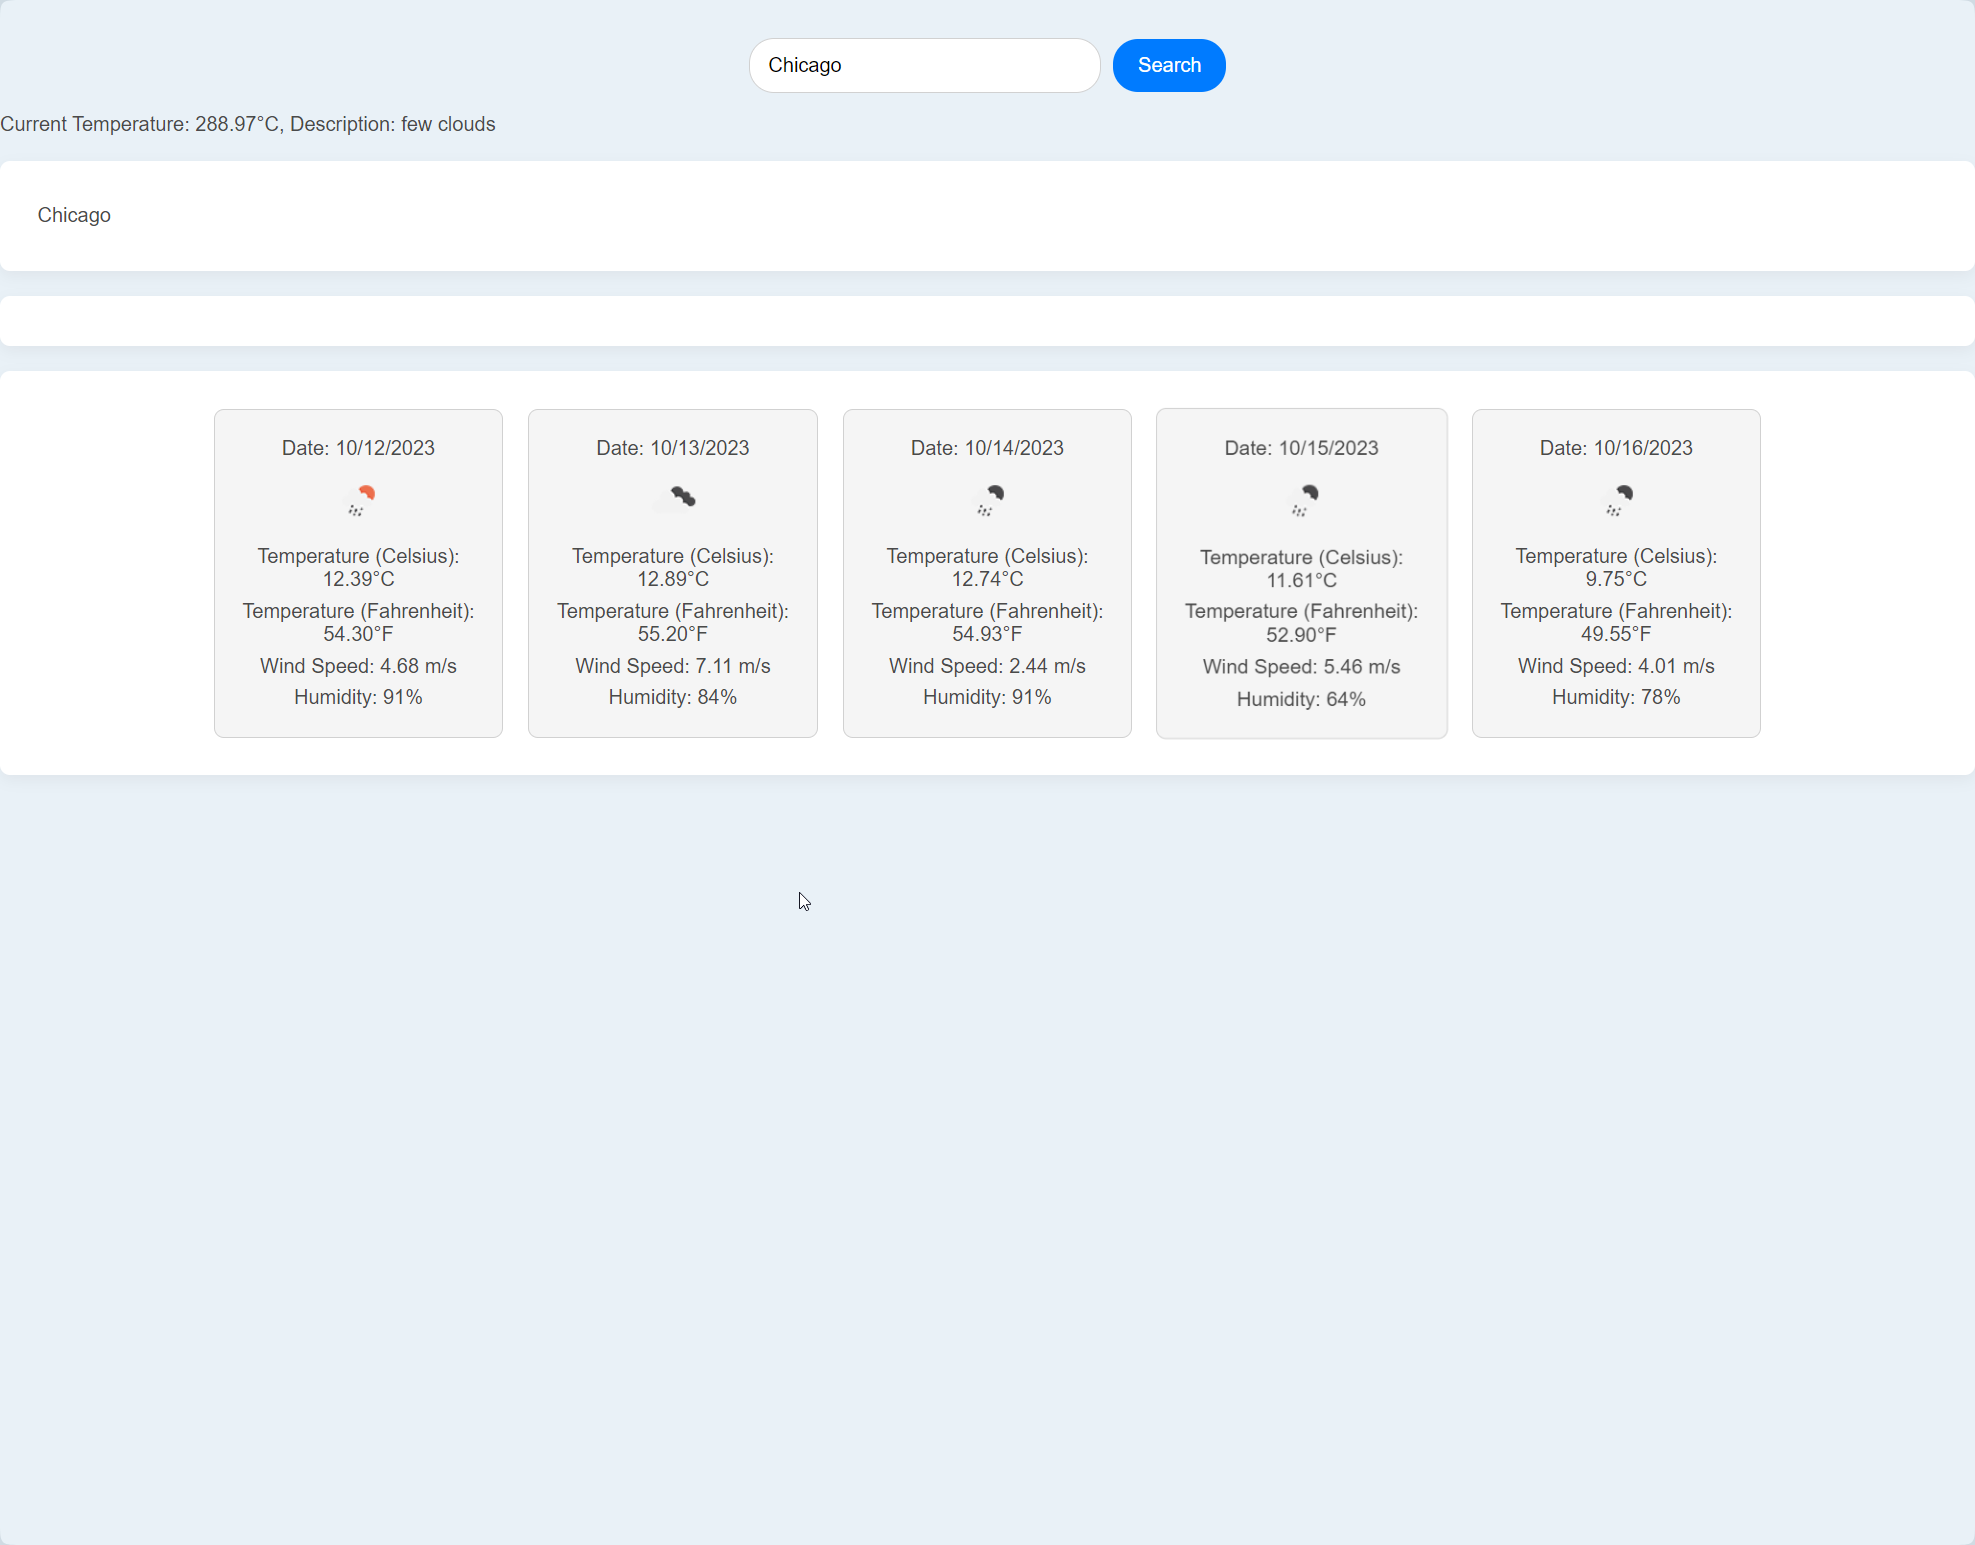 Chicago
Search
Current Temperature: 288.97°C, Description: few clouds
Chicago
Date: 10/12/2023
Temperature (Celsius):
12.39°C
Temperature (Fahrenheit):
54.30°F
Wind Speed: 4.68 m/s
Humidity: 91%
Date: 10/13/2023
Temperature (Celsius):
12.89°C
Temperature (Fahrenheit):
55.20°F
Wind Speed: 7.11 m/s
Humidity: 84%
Date: 10/14/2023
Temperature (Celsius):
12.74°C
Temperature (Fahrenheit):
54.93°F
Wind Speed: 2.44 m/s
Humidity: 91%
Date: 10/15/2023
Temperature (Celsius):
11.61°C
Temperature (Fahrenheit):
52.90°F
Wind Speed: 5.46 m/s
Humidity: 64%
Date: 10/16/2023
Temperature (Celsius):
9.75°C
Temperature (Fahrenheit):
49.55°F
Wind Speed: 4.01 m/s
Humidity: 78%